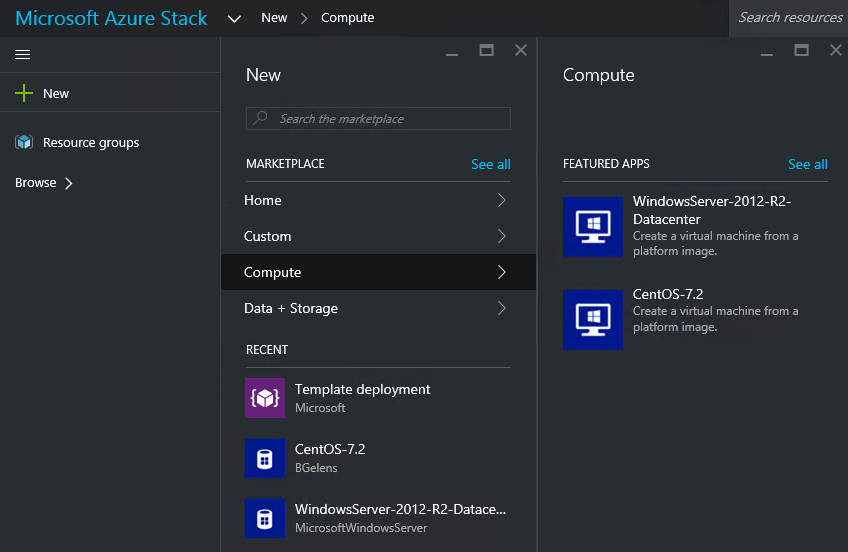 Microsoft Azure Stack
New
Compute
Search resources
New
Resource groups
Browse
New
Search the marketplace
MARKETPLACE
See all
Home
Custom
Compute
Data + Storage
RECENT
Template deployment
Microsoft
CentOS-7.2
BGelens
WindowsServer-2012-R2-Datace...
MicrosoftWindowsServer
Compute
FEATURED APPS
See all
WindowsServer-2012-R2-
Datacenter
Create a virtual machine from a
platform image.
CentOS-7.2
Create a virtual machine from a
platform image.